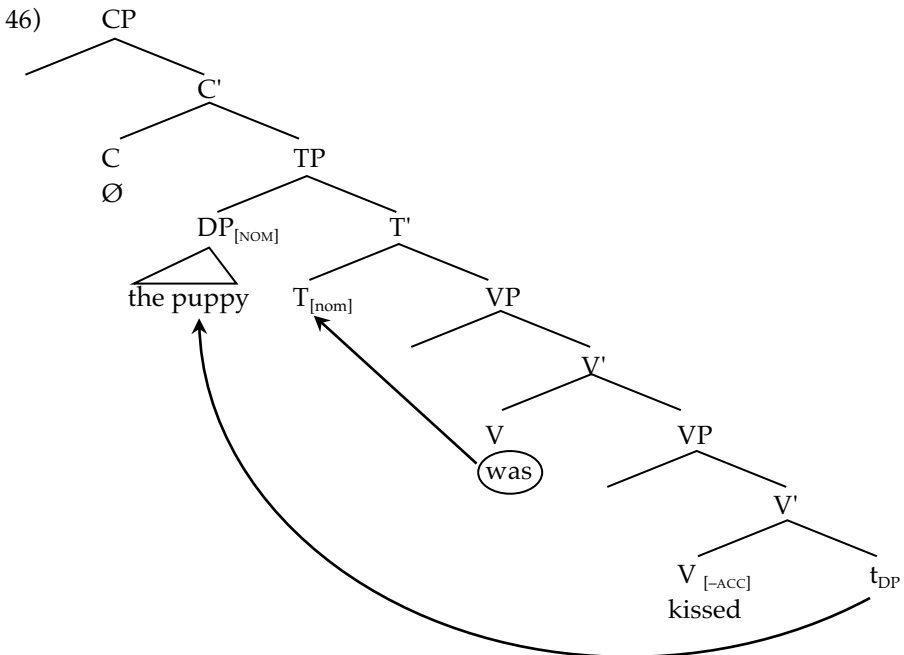 46) CP
C'
C TP
Ø
DP[NOM] T'
the puppy T[nom] VP
V'
V VP
was
V'
V [–ACC] tDP
kissed